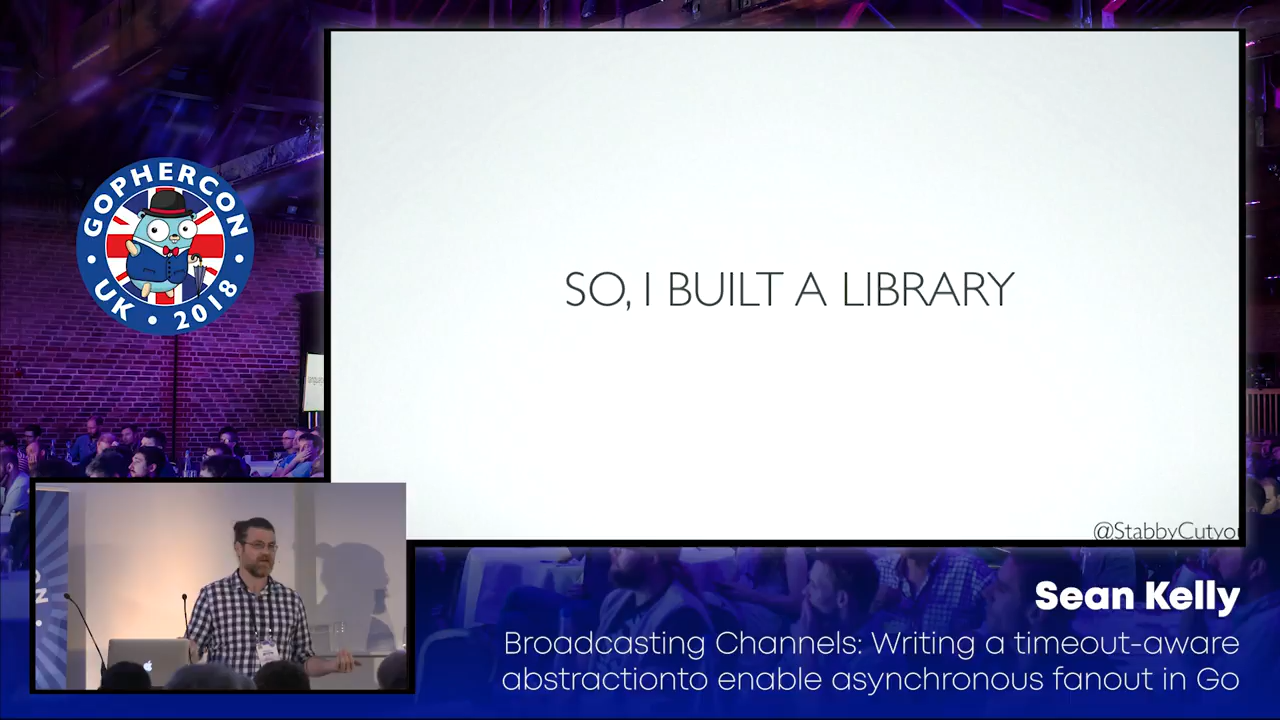 GOPHERCON
UK • 2018
SO, I BUILT A LIBRARY
Sean Kelly
Broadcasting Channels: Writing a timeout-aware
abstractionto enable asynchronous fanout in Go